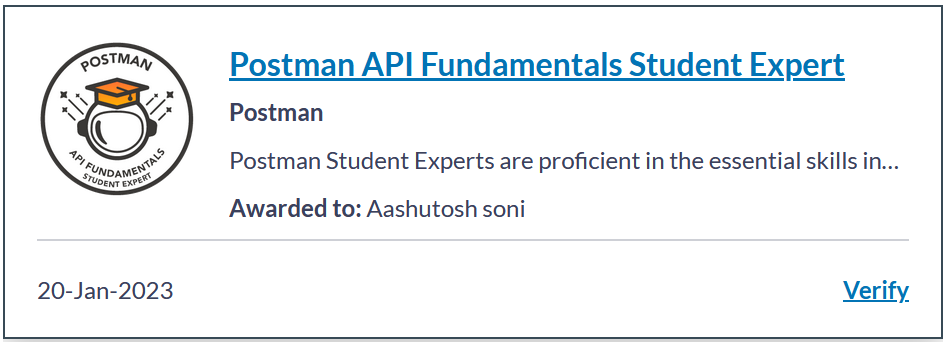 POSTMAN
API FUNDAMENTALS
STUDENT EXPERT
Postman API Fundamentals Student Expert
Postman
Postman Student Experts are proficient in the essential skills in...
Awarded to: Aashutosh soni
20-Jan-2023
Verify